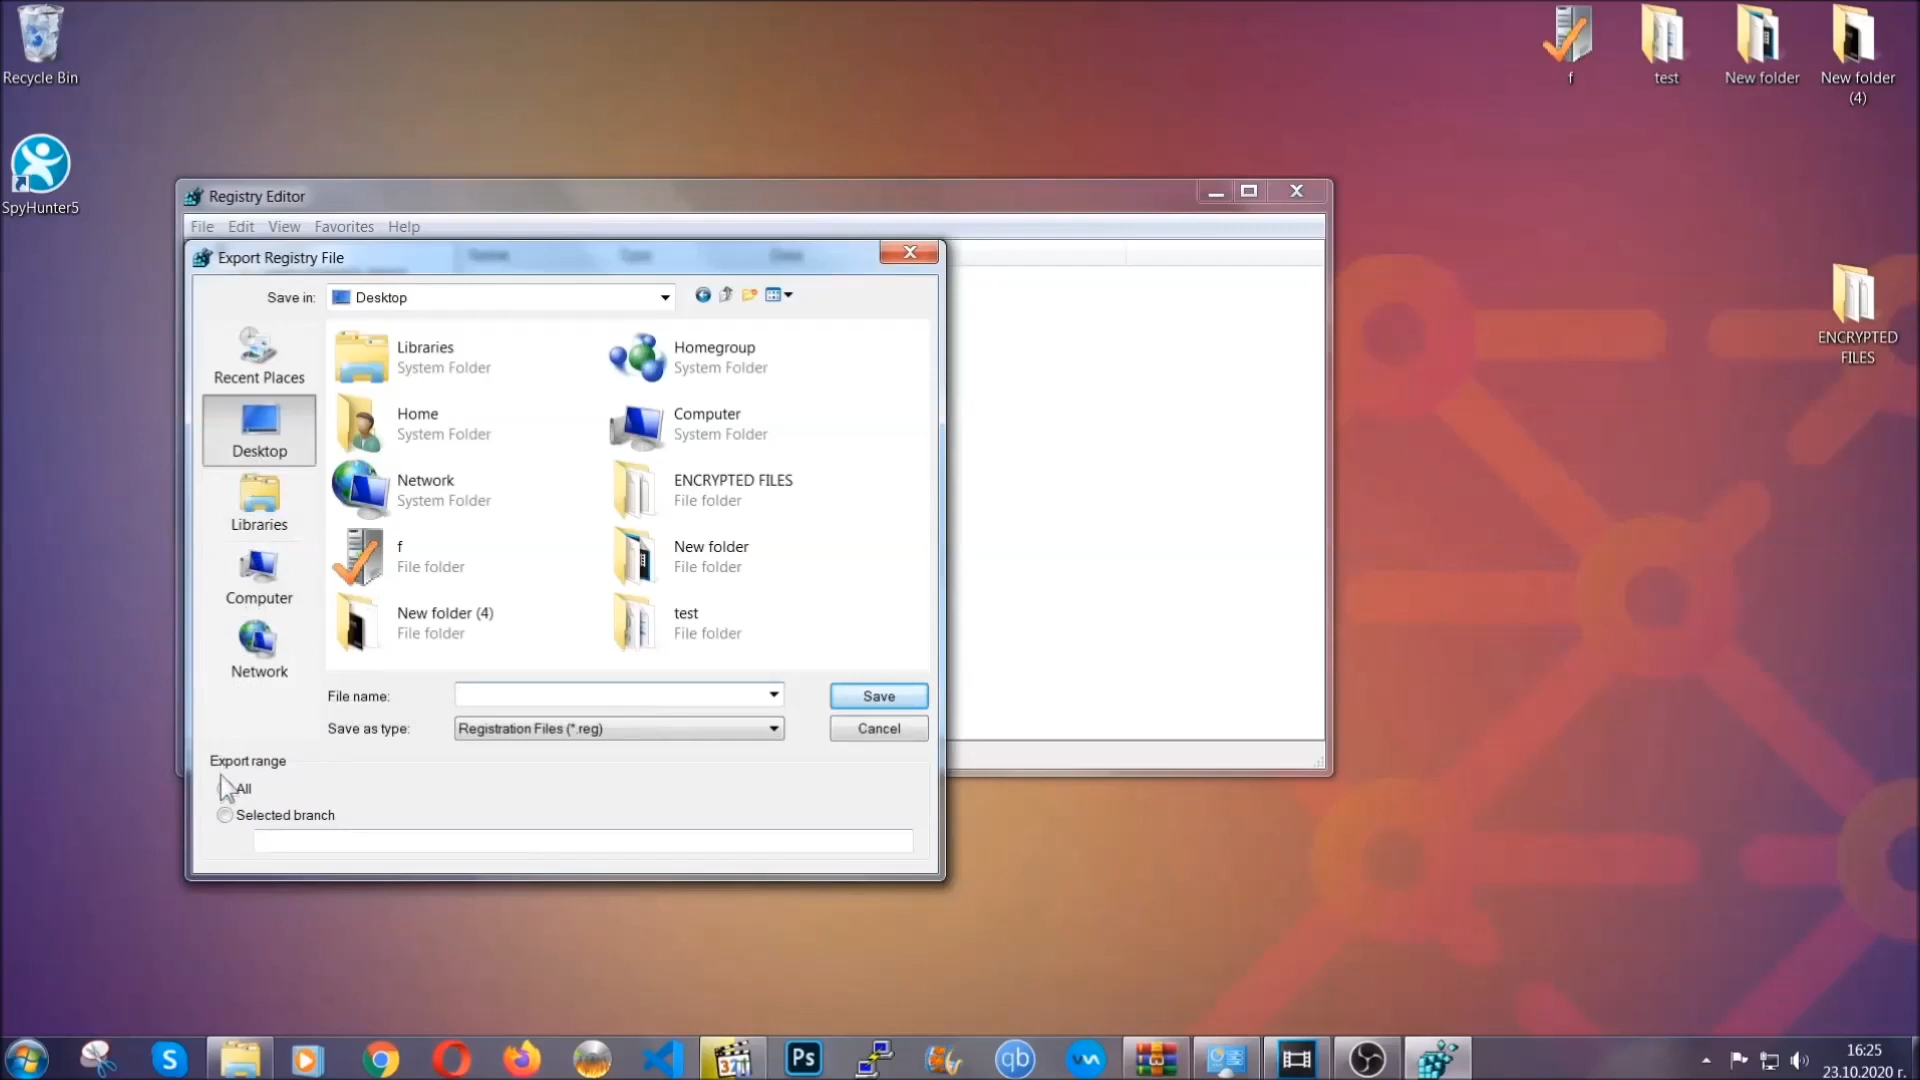 Recycle Bin
SpyHunter5
f
test
New folder
New folder
(4)
ENCRYPTED
FILES
Registry Editor
File Edit View Favorites Help
Export Registry File
Save in:
Desktop
Recent Places
Desktop
Libraries
Computer
Network
Libraries
System Folder
Homegroup
System Folder
Home
System Folder
Computer
System Folder
Network
System Folder
ENCRYPTED FILES
File folder
f
File folder
New folder
File folder
New folder (4)
File folder
test
File folder
File name:
Save
Save as type:
Registration Files (*.reg)
Cancel
Export range
All
Selected branch
S
321
Ps
qb
16:25
23.10.2020 г.